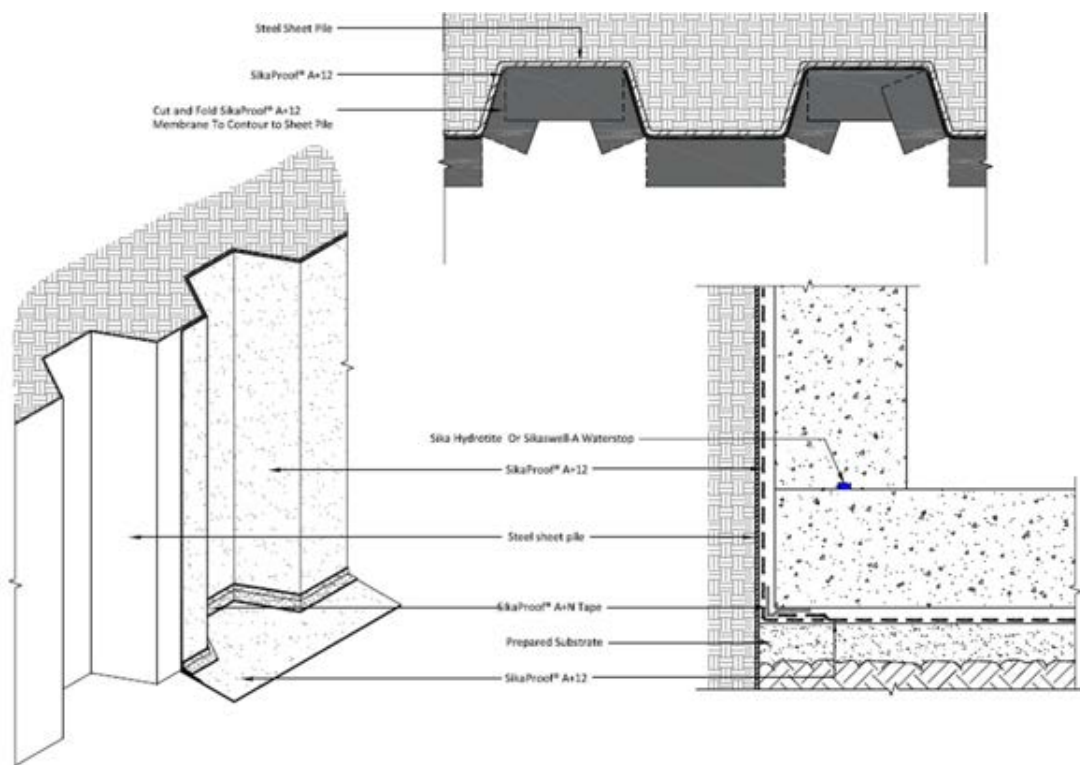 Steel Sheet Pile
SikaProof® A+12
Cut and Fold SikaProof® A+12
Membrane To Contour to Sheet Pile
Sika Hydrotite Or Sikaswell-A Waterstop
SikaProof® A+12
Steel sheet pile
SikaProof® A+N Tape
Prepared Substrate
SikaProof® A+12